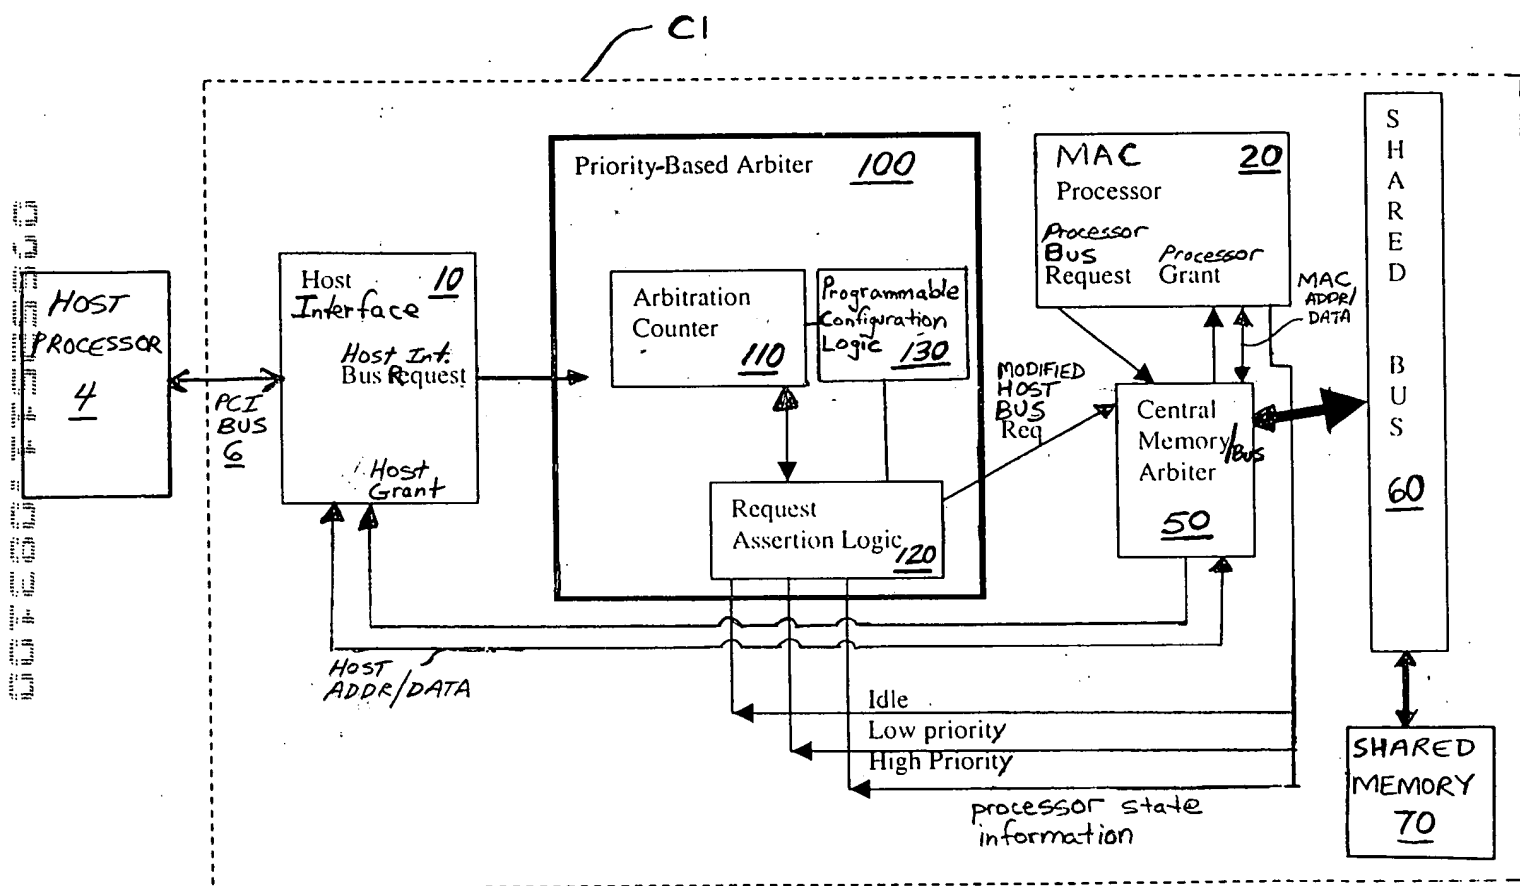 C1
Priority-Based Arbiter 100
MAC 20
Processor
Processor
Bus
Request
Processor
Grant
MAC
ADDR/
DATA
SHARED BUS 60
HOST
PROCESSOR
4
PCI
BUS
6
Host 10
Interface
Host Int.
Bus Request
Host
Grant
Arbitration
Counter
110
Programmable
Configuration
Logic 130
MODIFIED
HOST
BUS
Req
Central
Memory/Bus
Arbiter
50
Request
Assertion Logic 120
HOST
ADDR/DATA
Idle
Low priority
High Priority
processor state
information
SHARED
MEMORY
70